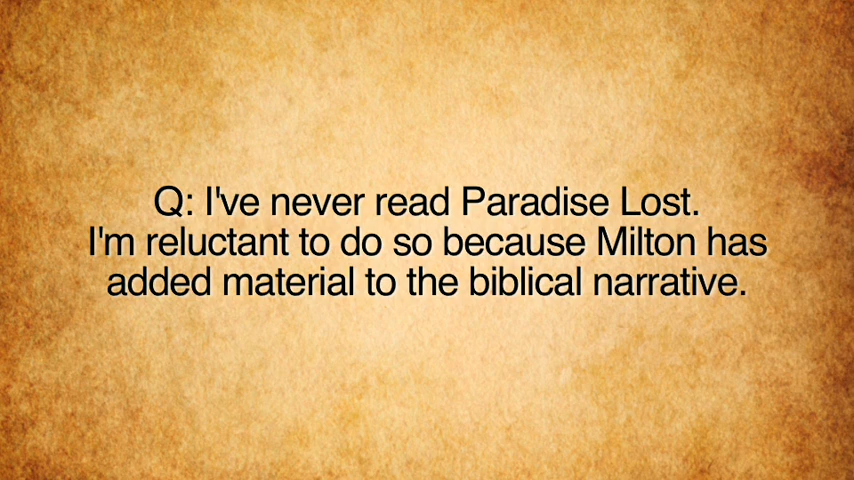 Q: I've never read Paradise Lost.
I'm reluctant to do so because Milton has
added material to the biblical narrative.